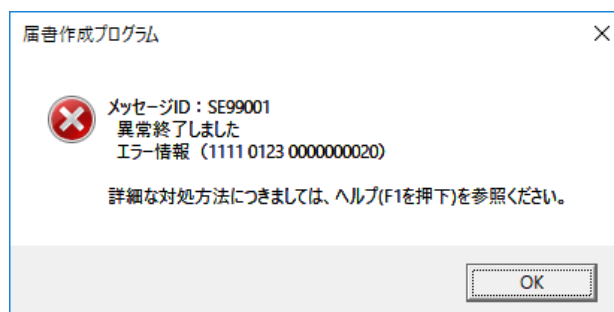 届書作成プログラム
メッセージID：SE99001
異常終了しました
エラー情報（1111 0123 0000000020）
詳細な対処方法につきましては、ヘルプ(F1を押下)を参照ください。
OK